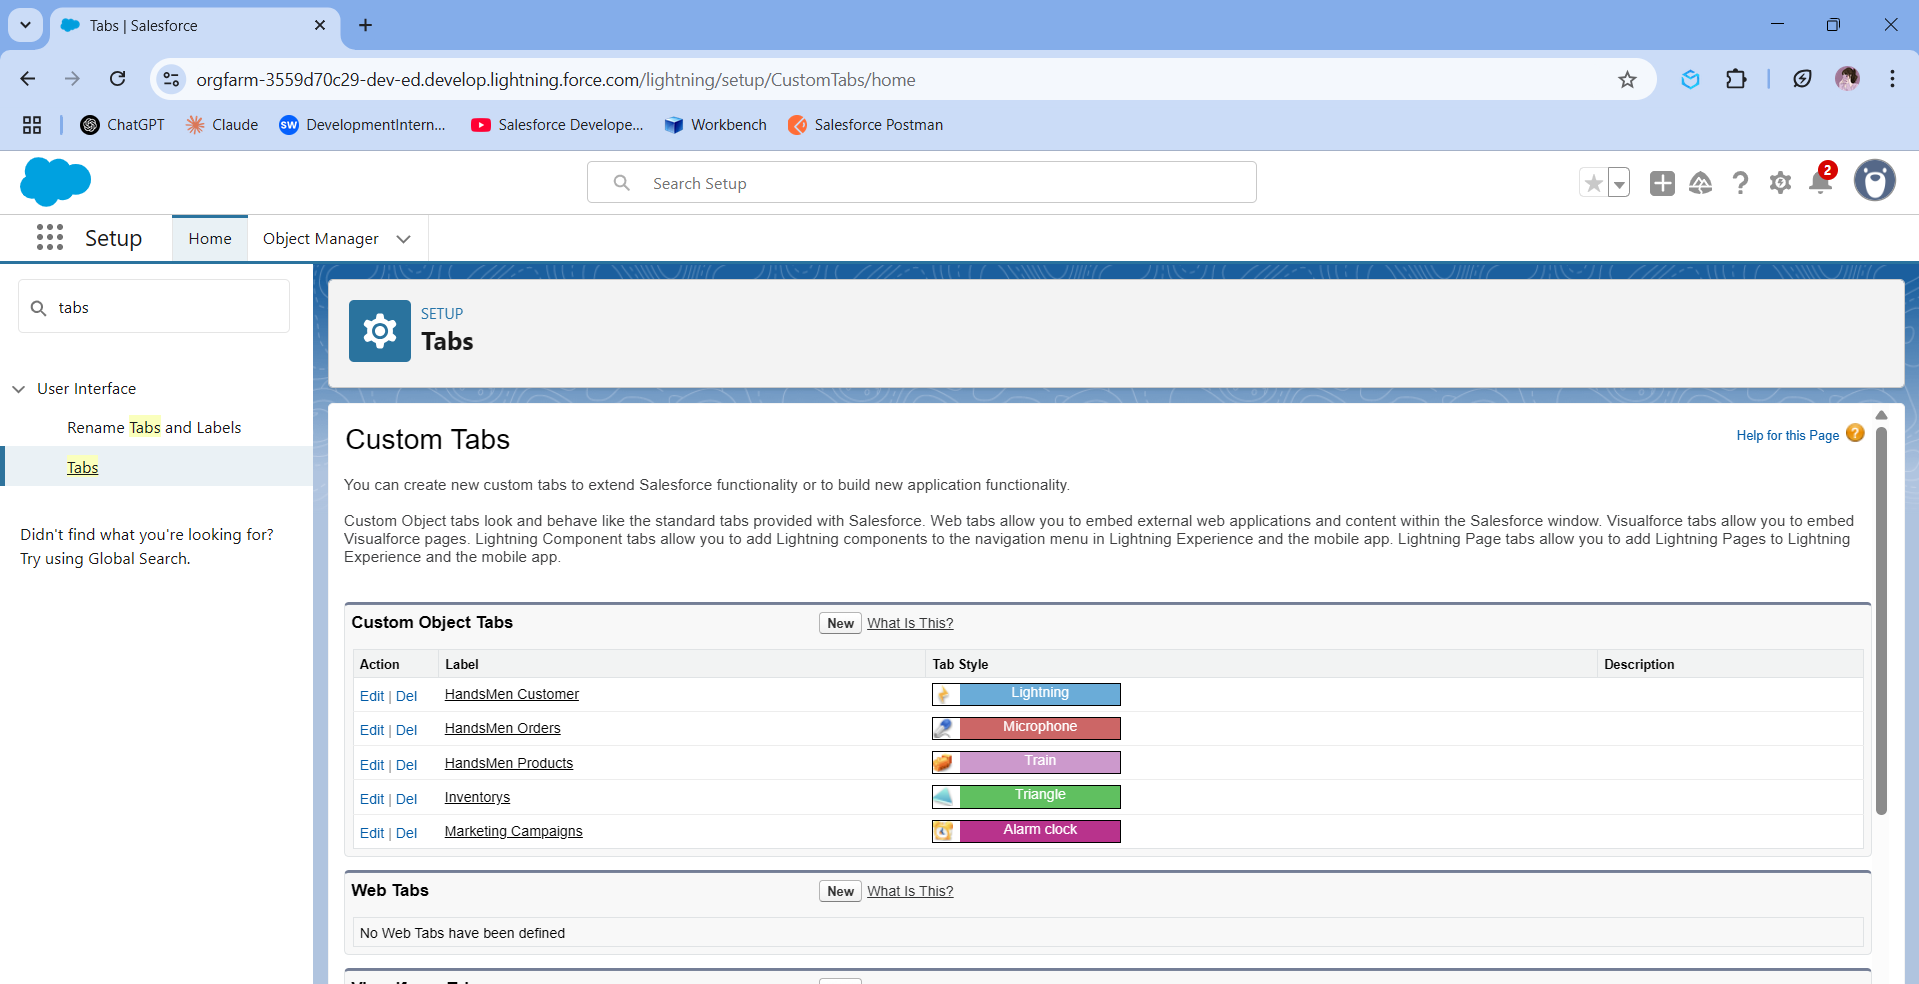 Tabs | Salesforce
orgfarm-3559d70c29-dev-ed.develop.lightning.force.com/lightning/setup/CustomTabs/home
ChatGPT
Claude
SW DevelopmentIntern...
Salesforce Develope...
Workbench
Salesforce Postman
Search Setup
2
Setup
Home
Object Manager
tabs
User Interface
Rename Tabs and Labels
Tabs
Didn't find what you're looking for?
Try using Global Search.
SETUP
Tabs
Custom Tabs
Help for this Page ?
You can create new custom tabs to extend Salesforce functionality or to build new application functionality.
Custom Object tabs look and behave like the standard tabs provided with Salesforce. Web tabs allow you to embed external web applications and content within the Salesforce window. Visualforce tabs allow you to embed
Visualforce pages. Lightning Component tabs allow you to add Lightning components to the navigation menu in Lightning Experience and the mobile app. Lightning Page tabs allow you to add Lightning Pages to Lightning
Experience and the mobile app.
Custom Object Tabs New What Is This?
Action Label Tab Style Description
Edit | Del HandsMen Customer Lightning
Edit | Del HandsMen Orders Microphone
Edit | Del HandsMen Products Train
Edit | Del Inventorys Triangle
Edit | Del Marketing Campaigns Alarm clock
Web Tabs New What Is This?
No Web Tabs have been defined